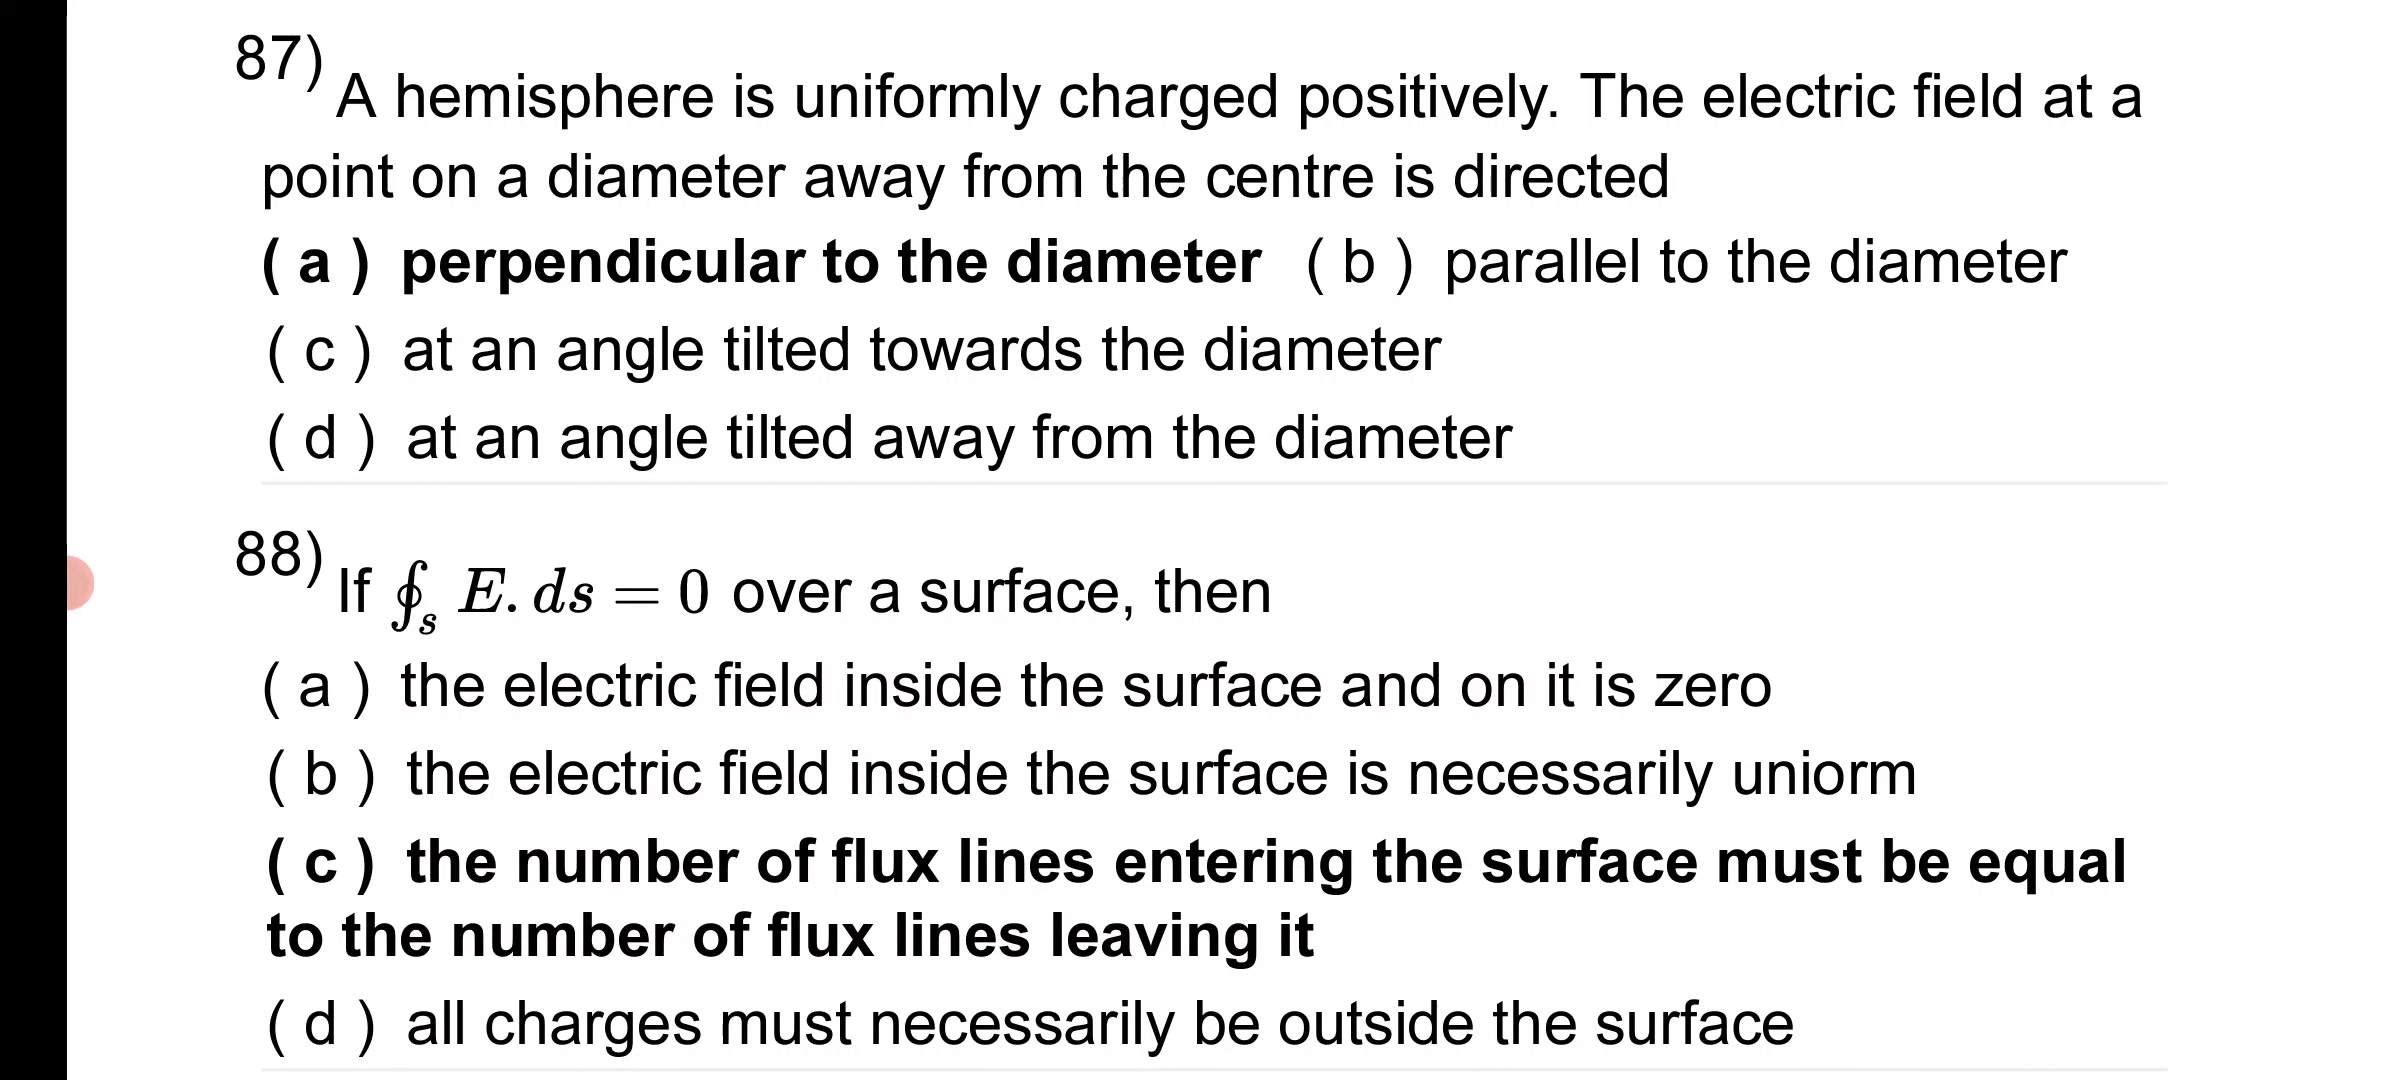 87) A hemisphere is uniformly charged positively. The electric field at a
point on a diameter away from the centre is directed
( a ) perpendicular to the diameter ( b ) parallel to the diameter
( c ) at an angle tilted towards the diameter
( d ) at an angle tilted away from the diameter
88) If ∮ₛ E. ds = 0 over a surface, then
( a ) the electric field inside the surface and on it is zero
( b ) the electric field inside the surface is necessarily uniorm
( c ) the number of flux lines entering the surface must be equal
to the number of flux lines leaving it
( d ) all charges must necessarily be outside the surface